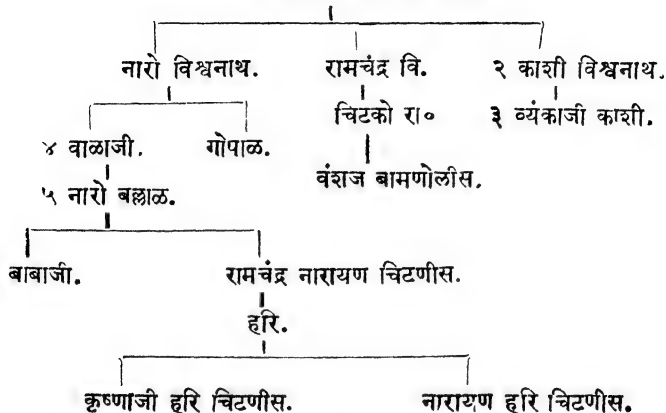 नारो विश्वनाथ. रामचंद्र वि. २ काशी विश्वनाथ.
चिटको रा० ३ व्यंकाजी काशी.
४ वाळाजी. गोपाळ.
वंशज बामणोलीस.
५ नारो बल्लाळ.
बाबाजी. रामचंद्र नारायण चिटणीस.
हरि.
कृष्णाजी हरि चिटणीस. नारायण हरि चिटणीस.